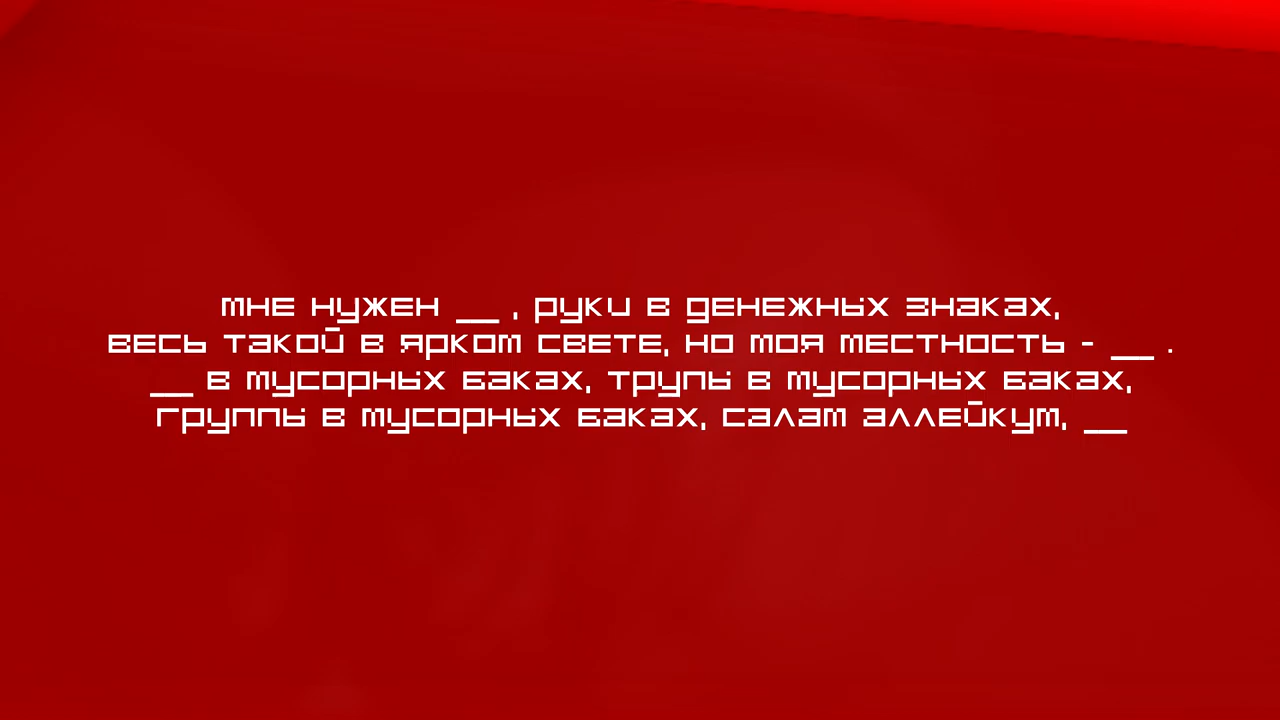 мне нужен __ , руки в денежных знаках,
весь такой в ярком свете, но моя местность - __ .
__ в мусорных баках, трупы в мусорных баках,
группы в мусорных баках, салам аллейкум, __